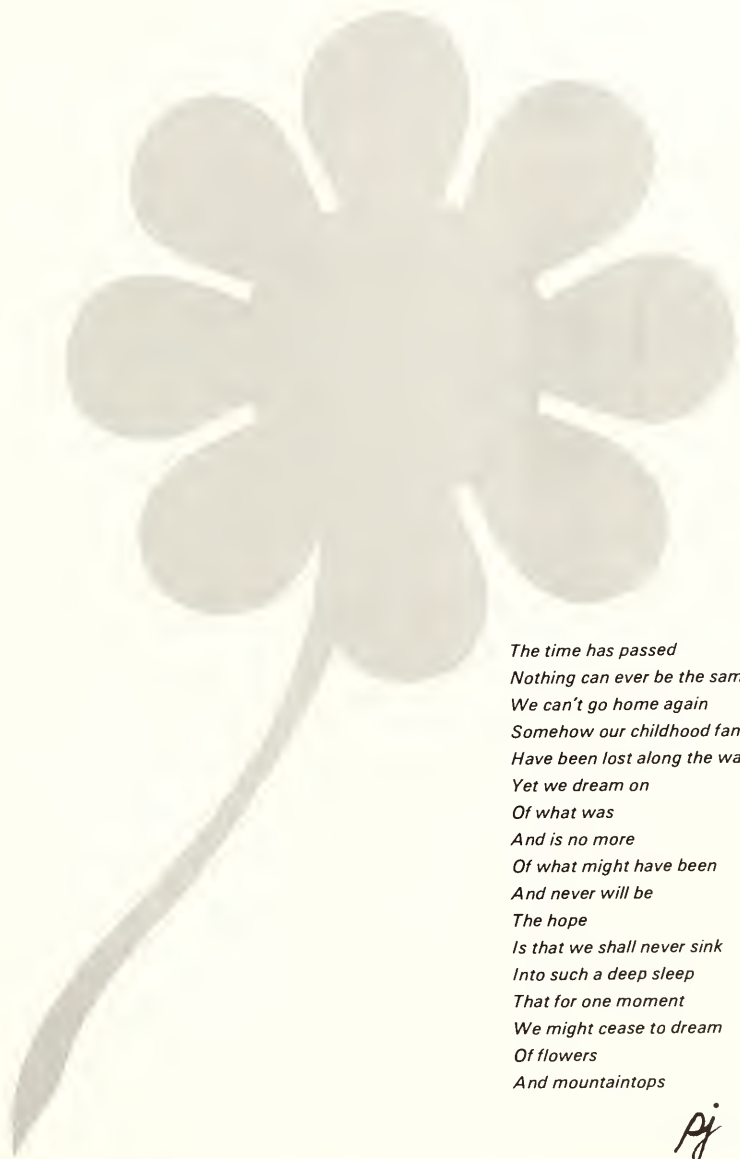 The time has passed
Nothing can ever be the
We can't go home again
Somehow our childhood
Have been lost along the
Yet we dream on
Of what was
And is no more
Of what might have been
And never will be
The hope
Is that we shall never sink
Into such a deep sleep
That for one moment
We might cease to dream
Of flowers
And mountaintops
pj